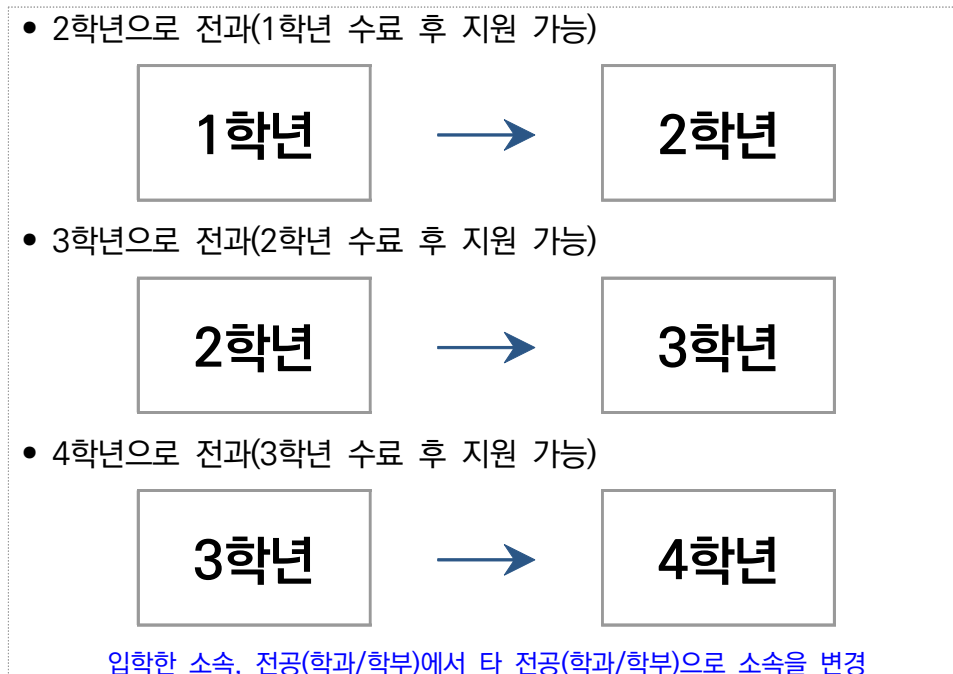 • 2학년으로 전과(1학년 수료 후 지원 가능)
1학년 → 2학년
• 3학년으로 전과(2학년 수료 후 지원 가능)
2학년 → 3학년
• 4학년으로 전과(3학년 수료 후 지원 가능)
3학년 → 4학년
입학한 소속, 전공(학과/학부)에서 타 전공(학과/학부)으로 소속을 변경